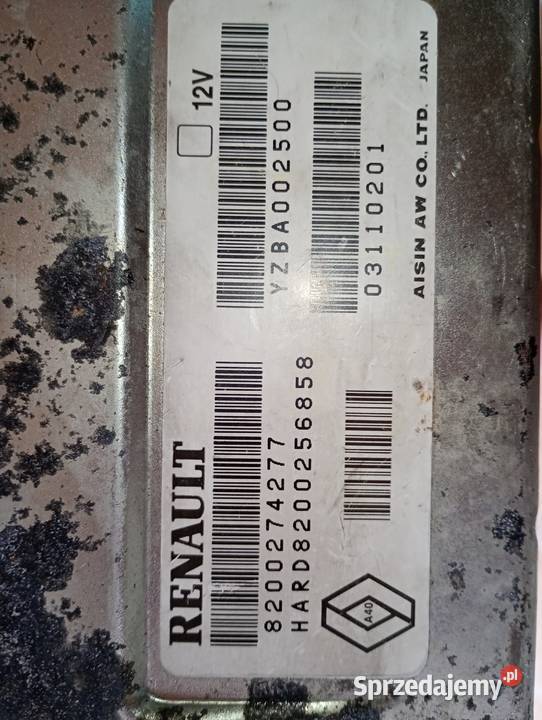 RENAULT
12V
8200274277
YZBA002500
HARD8200256858
03110201
A40
AISIN AW CO., LTD. JAPAN
Sprzedajemy.pl